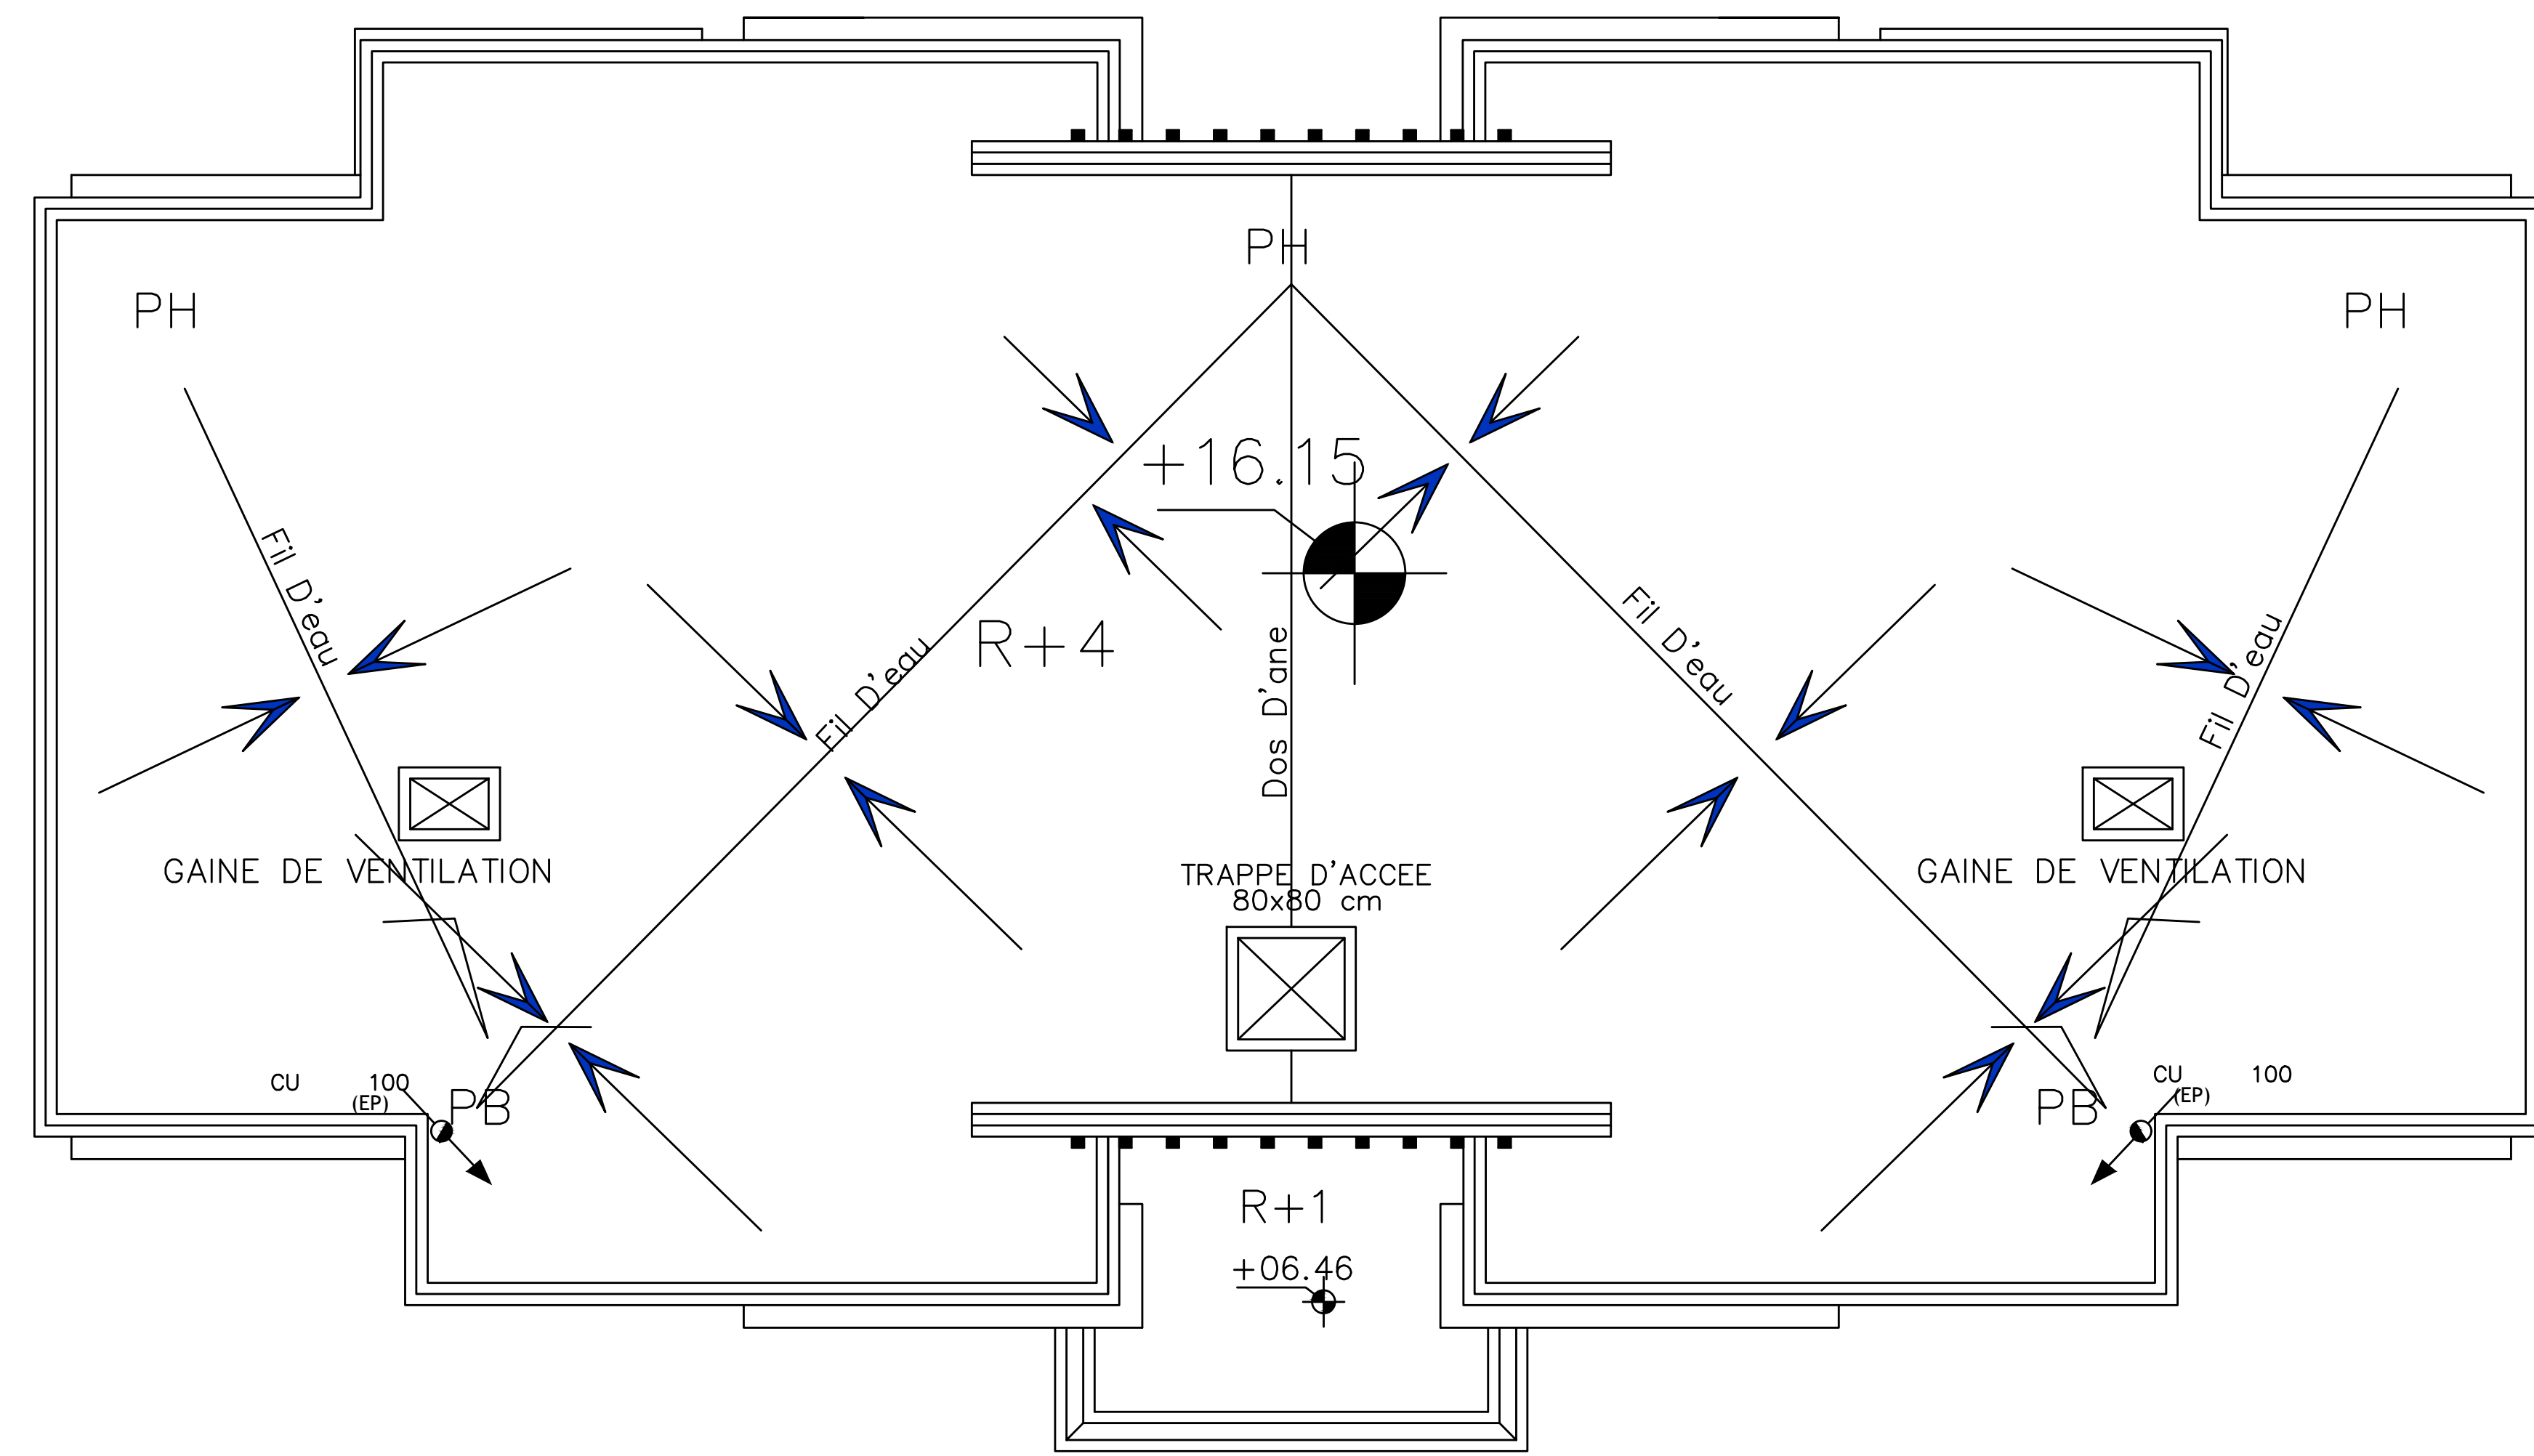 PH
PH
PH
+16.15
Fil D'eau
Fil D'eau
Fil D'eau
Fil D'eau
R+4
Dos D'ane
GAINE DE VENTILATION
TRAPPE D'ACCEE
80x80 cm
GAINE DE VENTILATION
CU 100
(EP)
PB
CU 100
(EP)
PB
R+1
+06.46